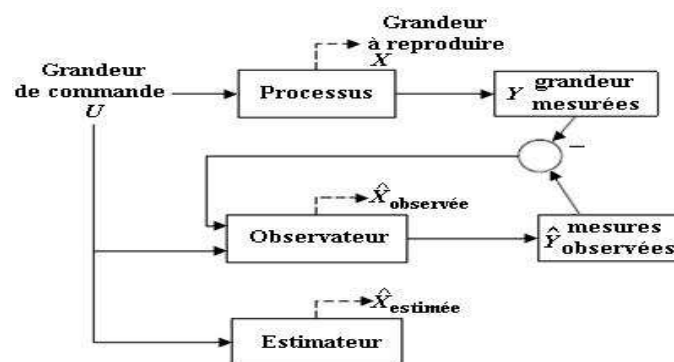 Grandeur
à reproduire
X
Grandeur
de commande
U
Processus
Y grandeur
mesurées
−
X̂observée
Observateur
Ŷ mesures
observées
X̂estimée
Estimateur